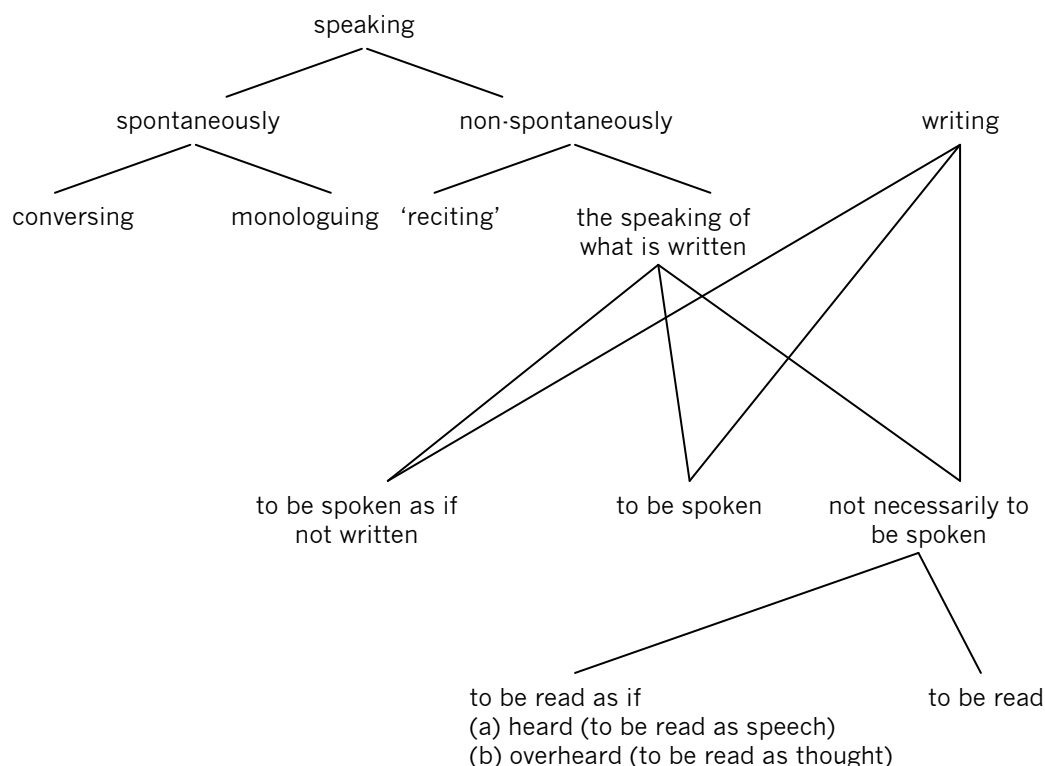 speaking
spontaneously
non-spontaneously
writing
conversing
monologuing
‘reciting’
the speaking of
what is written
to be spoken as if
not written
to be spoken
not necessarily to
be spoken
to be read as if
(a) heard (to be read as speech)
(b) overheard (to be read as thought)
to be read